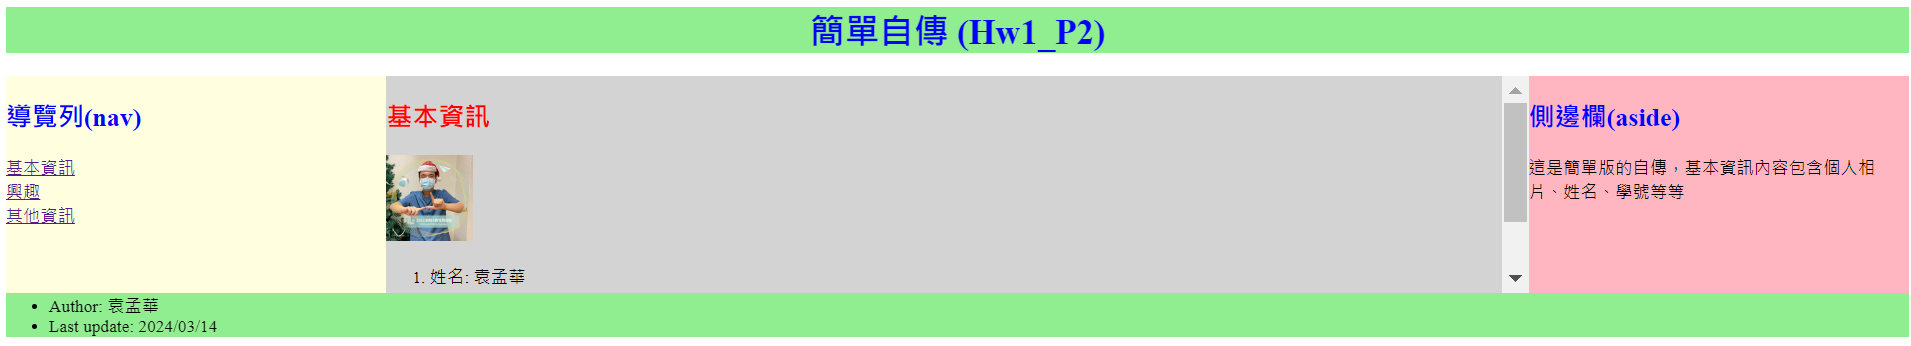 簡單自傳 (Hw1_P2)
導覽列(nav)
基本資訊
興趣
其他資訊
基本資訊
1. 姓名: 袁孟華
側邊欄(aside)
這是簡單版的自傳，基本資訊內容包含個人相
片、姓名、學號等等
• Author: 袁孟華
• Last update: 2024/03/14